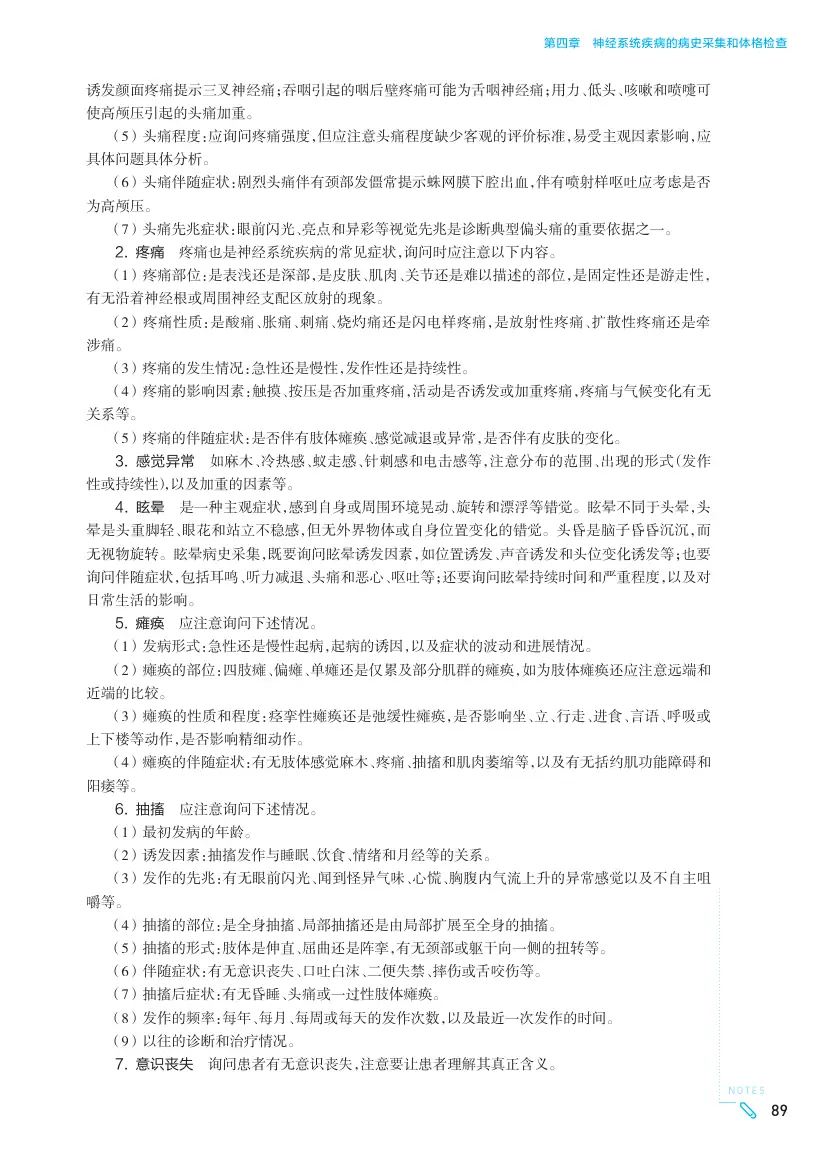 第四章　神经系统疾病的病史采集和体格检查
诱发颜面疼痛提示三叉神经痛;吞咽引起的咽后壁疼痛可能为舌咽神经痛;用力、低头、咳嗽和喷嚏可
使高颅压引起的头痛加重。
（5）头痛程度:应询问疼痛强度,但应注意头痛程度缺少客观的评价标准,易受主观因素影响,应
具体问题具体分析。
（6）头痛伴随症状:剧烈头痛伴有颈部发僵常提示蛛网膜下腔出血,伴有喷射样呕吐应考虑是否
为高颅压。
（7）头痛先兆症状:眼前闪光、亮点和异彩等视觉先兆是诊断典型偏头痛的重要依据之一。
2. 疼痛　疼痛也是神经系统疾病的常见症状,询问时应注意以下内容。
（1）疼痛部位:是表浅还是深部,是皮肤、肌肉、关节还是难以描述的部位,是固定性还是游走性,
有无沿着神经根或周围神经支配区放射的现象。
（2）疼痛性质:是酸痛、胀痛、刺痛、烧灼痛还是闪电样疼痛,是放射性疼痛、扩散性疼痛还是牵
涉痛。
（3）疼痛的发生情况:急性还是慢性,发作性还是持续性。
（4）疼痛的影响因素:触摸、按压是否加重疼痛,活动是否诱发或加重疼痛,疼痛与气候变化有无
关系等。
（5）疼痛的伴随症状:是否伴有肢体瘫痪、感觉减退或异常,是否伴有皮肤的变化。
3. 感觉异常　如麻木、冷热感、蚁走感、针刺感和电击感等,注意分布的范围、出现的形式（发作
性或持续性）,以及加重的因素等。
4. 眩晕　是一种主观症状,感到自身或周围环境晃动、旋转和漂浮等错觉。眩晕不同于头晕,头
晕是头重脚轻、眼花和站立不稳感,但无外界物体或自身位置变化的错觉。头昏是脑子昏昏沉沉,而
无视物旋转。眩晕病史采集,既要询问眩晕诱发因素,如位置诱发、声音诱发和头位变化诱发等;也要
询问伴随症状,包括耳鸣、听力减退、头痛和恶心、呕吐等;还要询问眩晕持续时间和严重程度,以及对
日常生活的影响。
5. 瘫痪　应注意询问下述情况。
（1）发病形式:急性还是慢性起病,起病的诱因,以及症状的波动和进展情况。
（2）瘫痪的部位:四肢瘫、偏瘫、单瘫还是仅累及部分肌群的瘫痪,如为肢体瘫痪还应注意远端和
近端的比较。
（3）瘫痪的性质和程度:痉挛性瘫痪还是弛缓性瘫痪,是否影响坐、立、行走、进食、言语、呼吸或
上下楼等动作,是否影响精细动作。
（4）瘫痪的伴随症状:有无肢体感觉麻木、疼痛、抽搐和肌肉萎缩等,以及有无括约肌功能障碍和
阳痿等。
6. 抽搐　应注意询问下述情况。
（1）最初发病的年龄。
（2）诱发因素:抽搐发作与睡眠、饮食、情绪和月经等的关系。
（3）发作的先兆:有无眼前闪光、闻到怪异气味、心慌、胸腹内气流上升的异常感觉以及不自主咀
嚼等。
（4）抽搐的部位:是全身抽搐、局部抽搐还是由局部扩展至全身的抽搐。
（5）抽搐的形式:肢体是伸直、屈曲还是阵挛,有无颈部或躯干向一侧的扭转等。
（6）伴随症状:有无意识丧失、口吐白沫、二便失禁、摔伤或舌咬伤等。
（7）抽搐后症状:有无昏睡、头痛或一过性肢体瘫痪。
（8）发作的频率:每年、每月、每周或每天的发作次数,以及最近一次发作的时间。
（9）以往的诊断和治疗情况。
7. 意识丧失　询问患者有无意识丧失,注意要让患者理解其真正含义。
NOTES
89